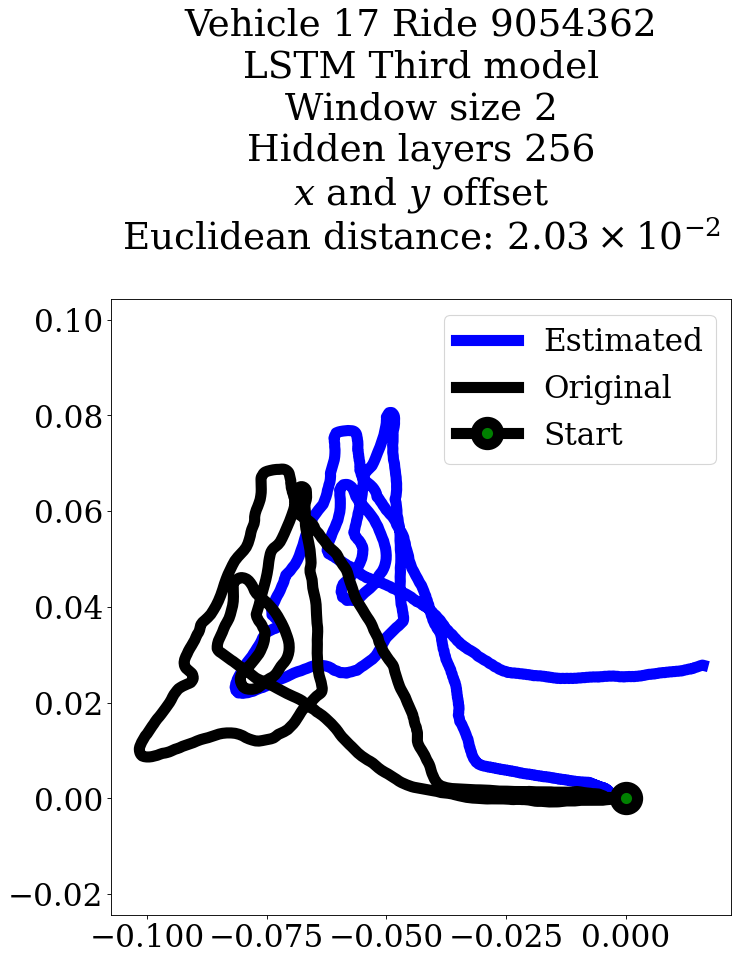 Vehicle 17 Ride 9054362
LSTM Third model
Window size 2
Hidden layers 256
x and y offset
Euclidean distance: 2.03 × 10⁻²
Estimated
Original
Start
0.10
0.08
0.06
0.04
0.02
0.00
−0.02
−0.100 −0.075 −0.050 −0.025 0.000